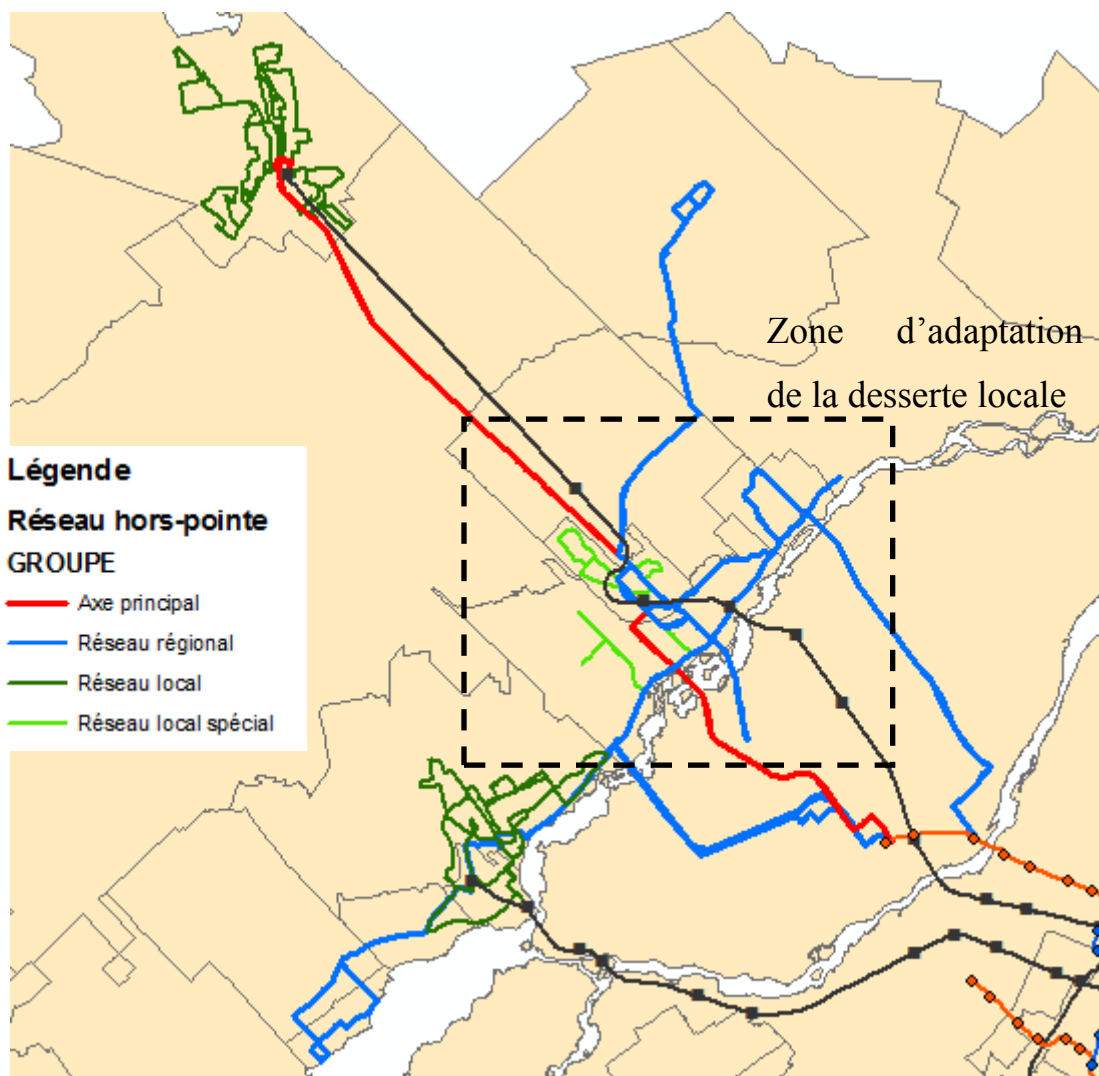 Zone d'adaptation
de la desserte locale
Légende
Réseau hors-pointe
GROUPE
Axe principal
Réseau régional
Réseau local
Réseau local spécial